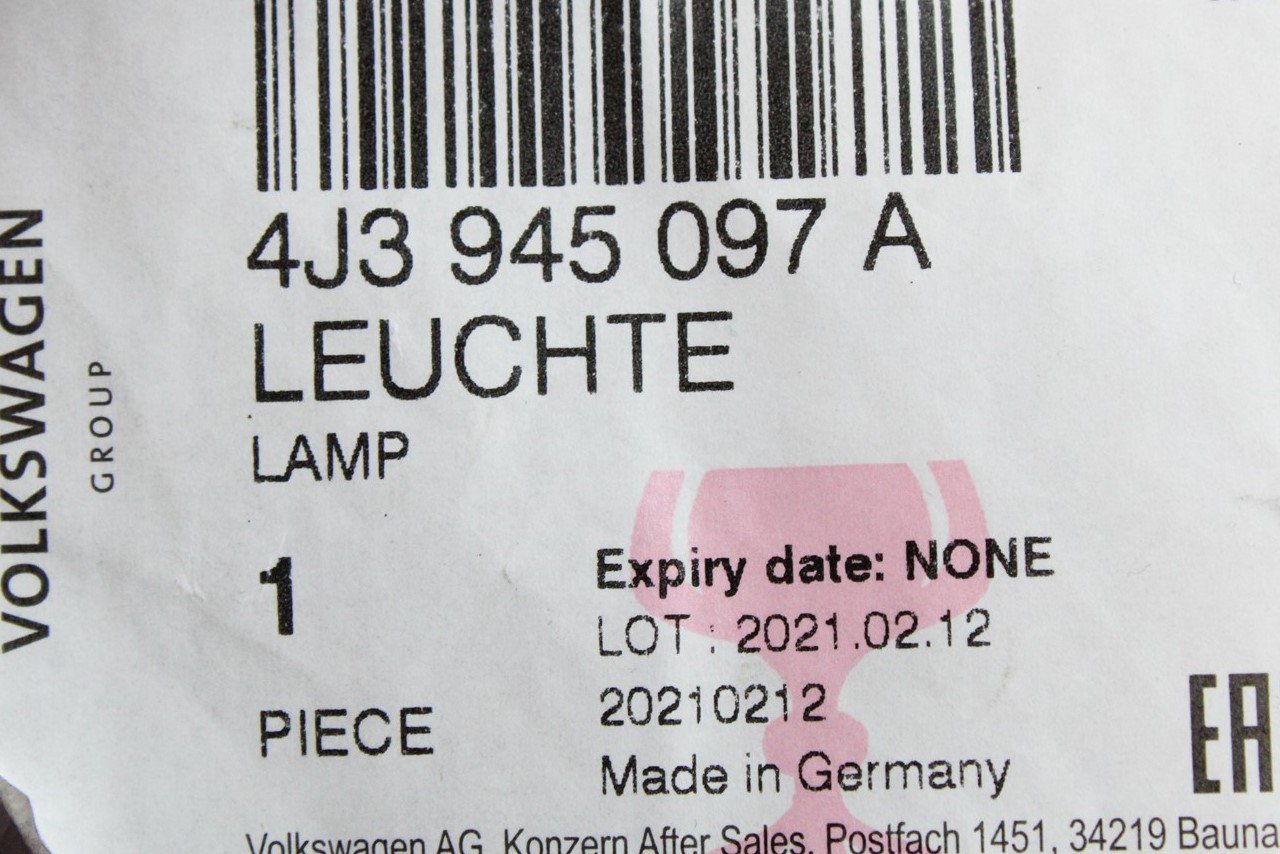 VOLKSWAGEN
GROUP
4J3 945 097 A
LEUCHTE
LAMP
1
PIECE
Expiry date: NONE
LOT : 2021.02.12
20210212
Made in Germany
EAC
Volkswagen AG, Konzern After Sales, Postfach 1451, 34219